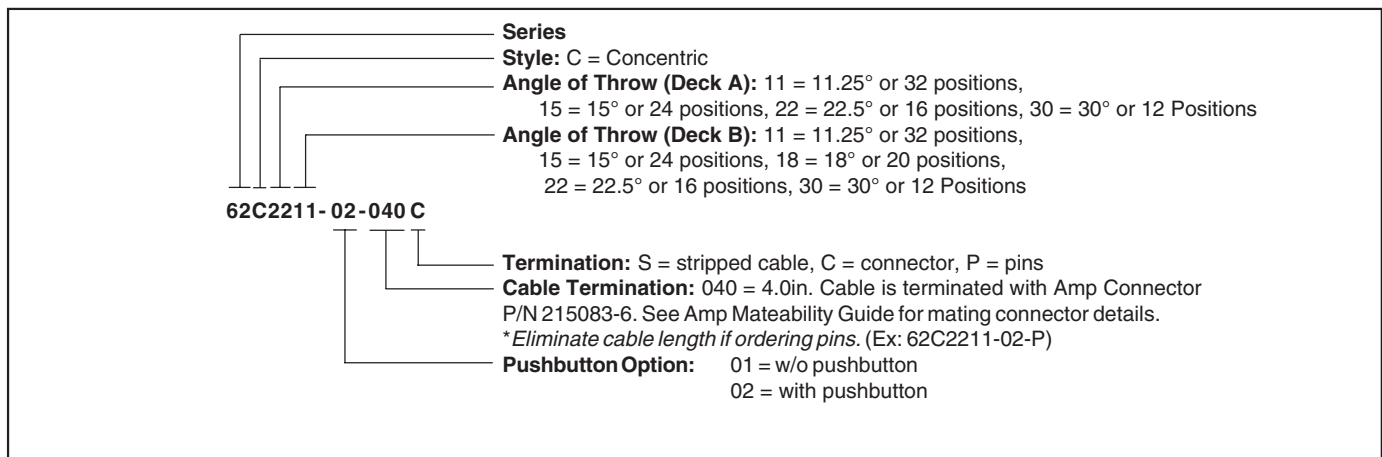 Series
Style: C = Concentric
Angle of Throw (Deck A): 11 = 11.25° or 32 positions,
15 = 15° or 24 positions, 22 = 22.5° or 16 positions, 30 = 30° or 12 Positions
Angle of Throw (Deck B): 11 = 11.25° or 32 positions,
15 = 15° or 24 positions, 18 = 18° or 20 positions,
22 = 22.5° or 16 positions, 30 = 30° or 12 Positions
62C2211-02-040C
Termination: S = stripped cable, C = connector, P = pins
Cable Termination: 040 = 4.0in. Cable is terminated with Amp Connector
P/N 215083-6. See Amp Mateability Guide for mating connector details.
*Eliminate cable length if ordering pins. (Ex: 62C2211-02-P)
Pushbutton Option: 01 = w/o pushbutton
02 = with pushbutton